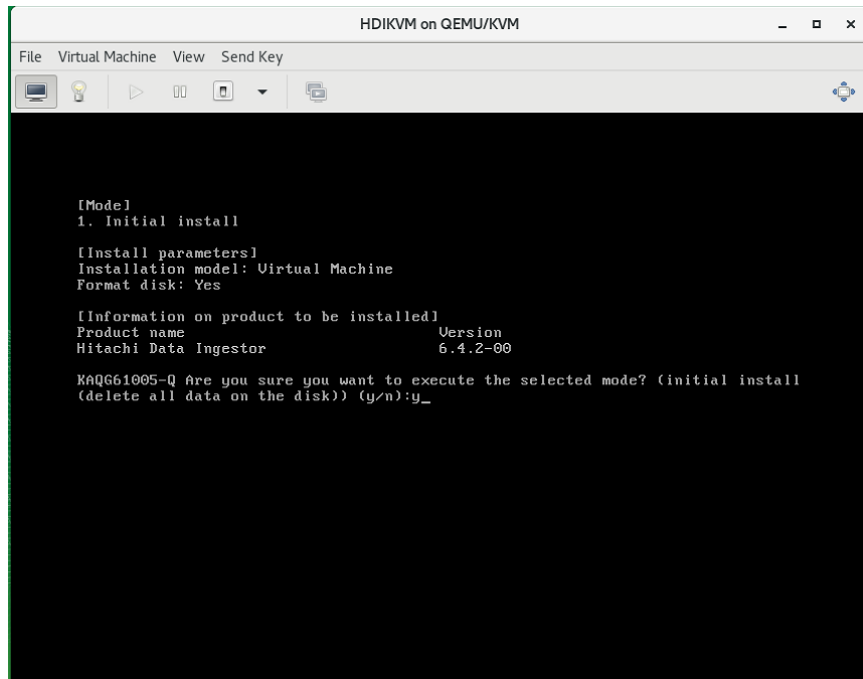 HDIKVM on QEMU/KVM
File Virtual Machine View Send Key
[Mode]
1. Initial install
[Install parameters]
Installation model: Virtual Machine
Format disk: Yes
[Information on product to be installed]
Product name Version
Hitachi Data Ingestor 6.4.2-00
KAQG61005-Q Are you sure you want to execute the selected mode? (initial install
(delete all data on the disk)) (y/n):y_